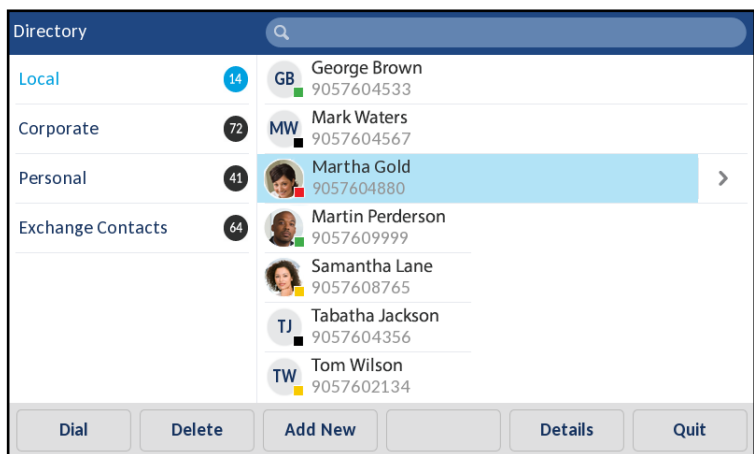 Directory
Local 14
Corporate 72
Personal 41
Exchange Contacts 64
GB George Brown
9057604533
MW Mark Waters
9057604567
Martha Gold
9057604880
Martin Perderson
9057609999
Samantha Lane
9057608765
TJ Tabatha Jackson
9057604356
TW Tom Wilson
9057602134
Dial Delete Add New Details Quit